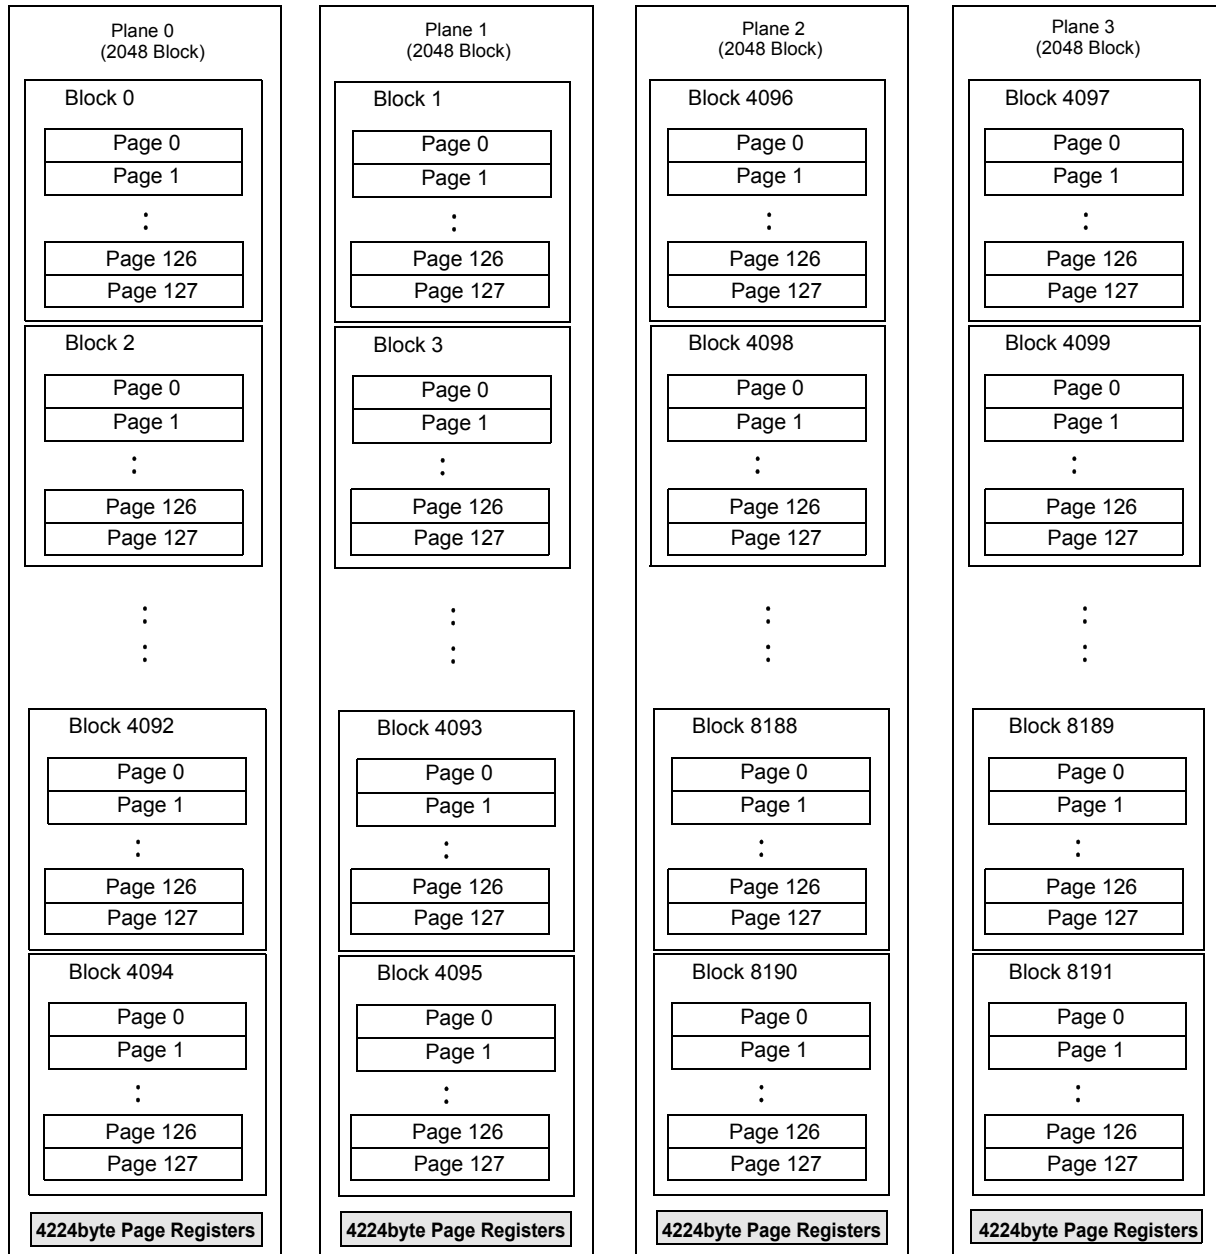 Plane 0
(2048 Block)
Block 0
Page 0
Page 1
Page 126
Page 127
Block 2
Page 0
Page 1
Page 126
Page 127
Block 4092
Page 0
Page 1
Page 126
Page 127
Block 4094
Page 0
Page 1
Page 126
Page 127
4224byte Page Registers
Plane 1
(2048 Block)
Block 1
Page 0
Page 1
Page 126
Page 127
Block 3
Page 0
Page 1
Page 126
Page 127
Block 4093
Page 0
Page 1
Page 126
Page 127
Block 4095
Page 0
Page 1
Page 126
Page 127
4224byte Page Registers
Plane 2
(2048 Block)
Block 4096
Page 0
Page 1
Page 126
Page 127
Block 4098
Page 0
Page 1
Page 126
Page 127
Block 8188
Page 0
Page 1
Page 126
Page 127
Block 8190
Page 0
Page 1
Page 126
Page 127
4224byte Page Registers
Plane 3
(2048 Block)
Block 4097
Page 0
Page 1
Page 126
Page 127
Block 4099
Page 0
Page 1
Page 126
Page 127
Block 8189
Page 0
Page 1
Page 126
Page 127
Block 8191
Page 0
Page 1
Page 126
Page 127
4224byte Page Registers